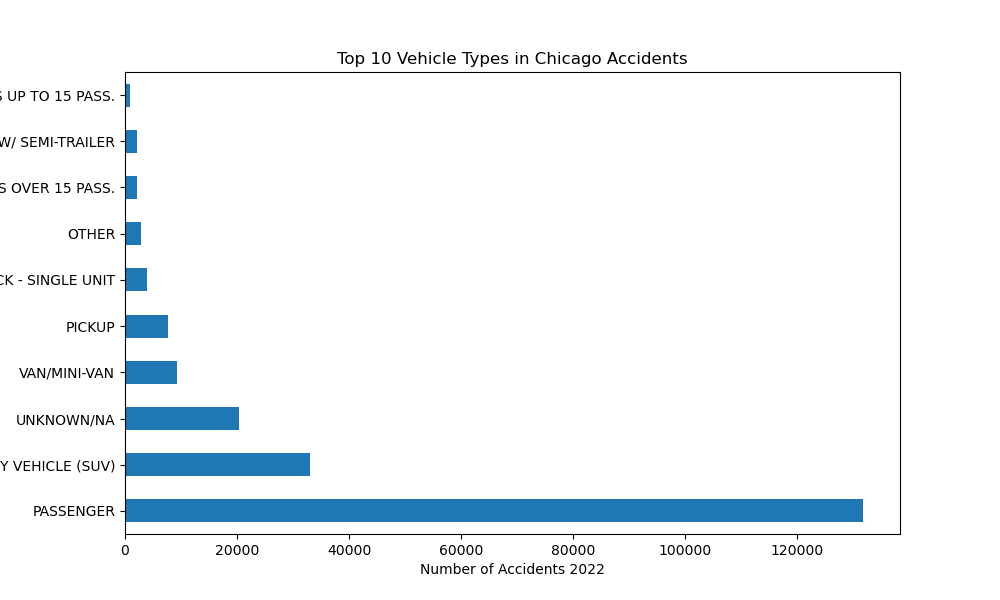 Top 10 Vehicle Types in Chicago Accidents
UP TO 15 PASS.
W/ SEMI-TRAILER
OVER 15 PASS.
OTHER
- SINGLE UNIT
PICKUP
VAN/MINI-VAN
UNKNOWN/NA
VEHICLE (SUV)
PASSENGER
0 20000 40000 60000 80000 100000 120000
Number of Accidents 2022